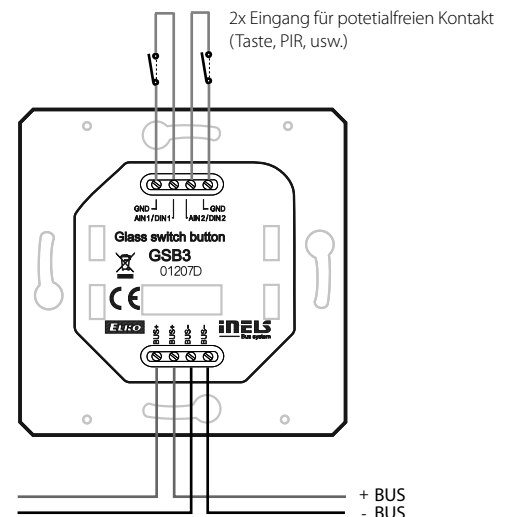 2x Eingang für potetialfreien Kontakt
(Taste, PIR, usw.)
GND GND
AIN1/DIN1 AIN2/DIN2
Glass switch button
GSB3
01207D
CE
ELKO iNELS
Bus system
BUS+ BUS+ BUS- BUS-
+ BUS
- BUS